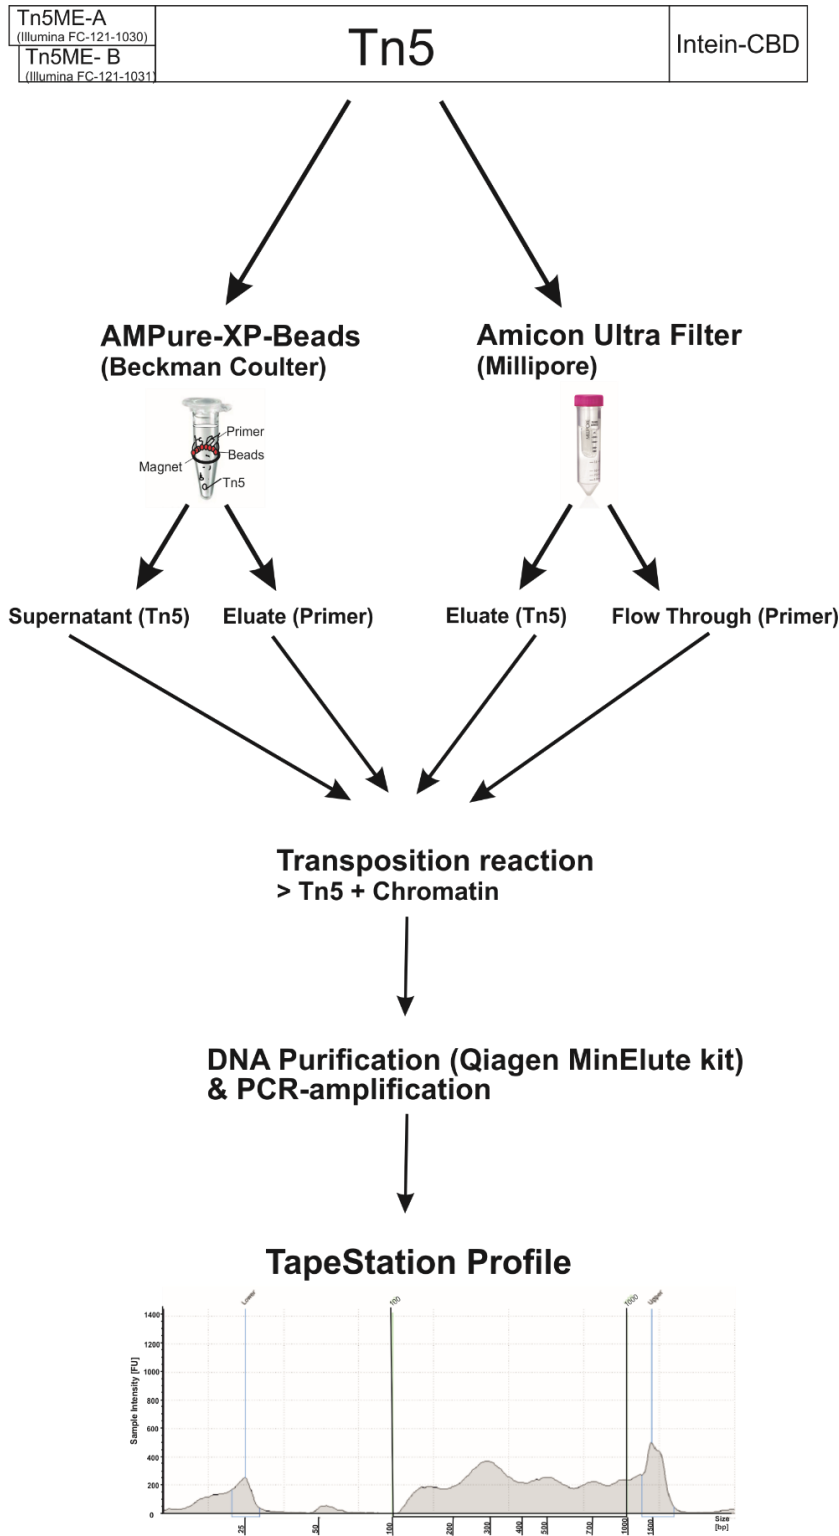 Tn5ME-A
(Illumina FC-121-1030)
Tn5ME- B
(Illumina FC-121-1031)
Tn5
Intein-CBD
AMPure-XP-Beads
(Beckman Coulter)
Amicon Ultra Filter
(Millipore)
Primer
Beads
Magnet
Tn5
Supernatant (Tn5)
Eluate (Primer)
Eluate (Tn5)
Flow Through (Primer)
Transposition reaction
> Tn5 + Chromatin
DNA Purification (Qiagen MinElute kit)
& PCR-amplification
TapeStation Profile
Lower
100
1000
Upper
Sample Intensity [FU]
1400
1200
1000
800
600
400
200
0
25
50
100
200
300
400
500
700
1000
1500
Size
[bp]